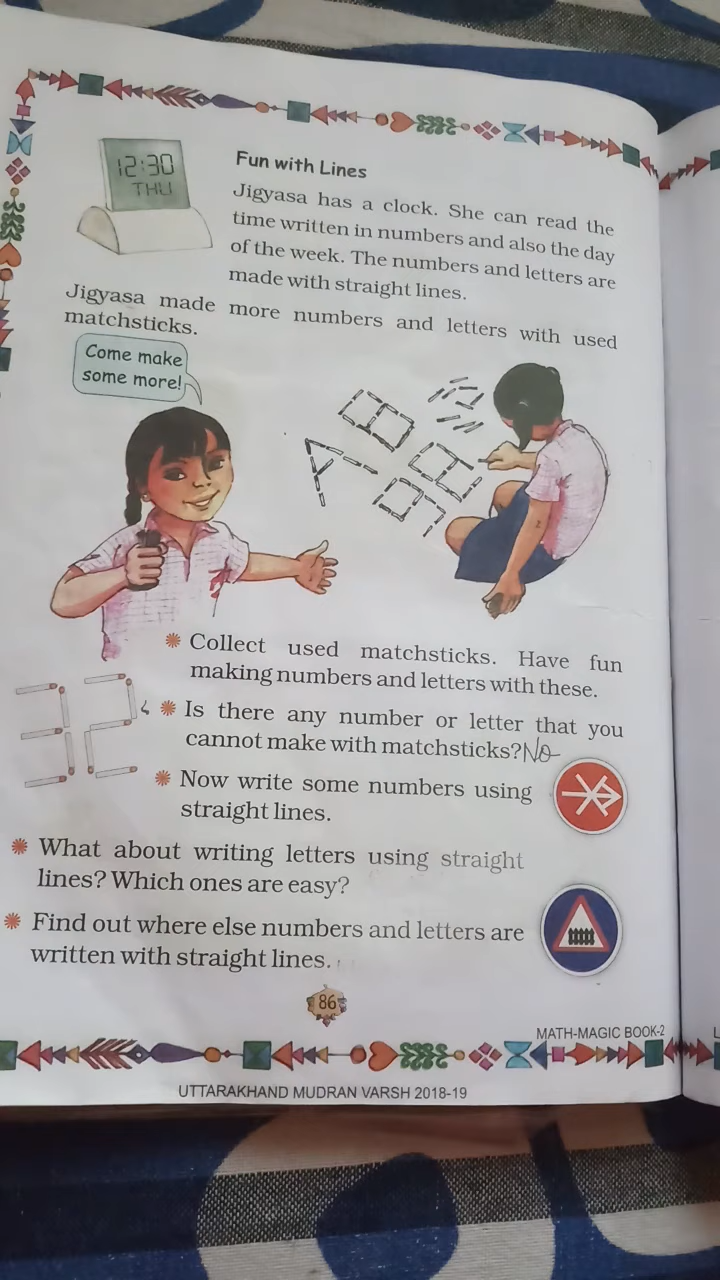 12:30
THU
Fun with Lines
Jigyasa has a clock. She can read the
time written in numbers and also the day
of the week. The numbers and letters are
made with straight lines.
Jigyasa made more numbers and letters with used
matchsticks.
Come make
some more!
A B
9 A
Collect used matchsticks. Have fun
making numbers and letters with these.
32
Is there any number or letter that you
cannot make with matchsticks? No
Now write some numbers using
straight lines.
What about writing letters using straight
lines? Which ones are easy?
Find out where else numbers and letters are
written with straight lines.
86
MATH-MAGIC BOOK-2
UTTARAKHAND MUDRAN VARSH 2018-19